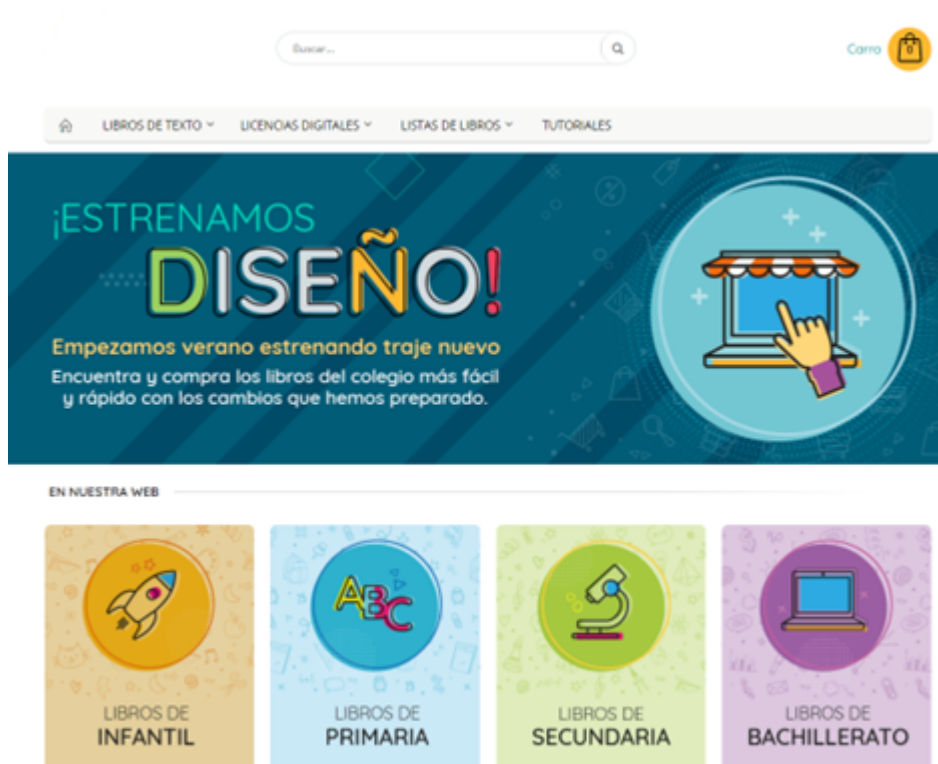 Buscar...
Carro
0
LIBROS DE TEXTO
LICENCIAS DIGITALES
LISTAS DE LIBROS
TUTORIALES
¡ESTRENAMOS
DISEÑO!
Empezamos verano estrenando traje nuevo
Encuentra y compra los libros del colegio más fácil
y rápido con los cambios que hemos preparado.
EN NUESTRA WEB
ABC
LIBROS DE
INFANTIL
LIBROS DE
PRIMARIA
LIBROS DE
SECUNDARIA
LIBROS DE
BACHILLERATO